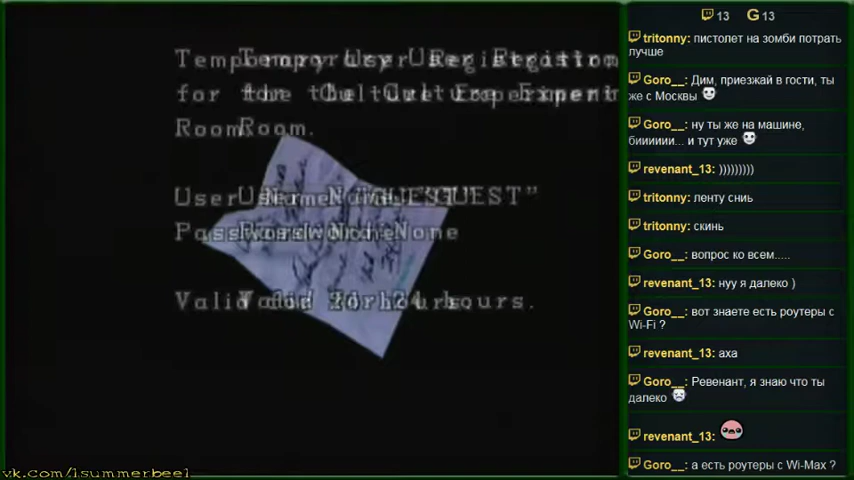 Temporary User Registration
for the Culture Experiment
Room.
User Name: "GUEST"
Password: None
Valid for 24 hours.
vk.com/1summerbee1
13 G 13
tritonny: пистолет на зомби потрать
лучше
Goro__: Дим, приезжай в гости, ты
же с Москвы
Goro__: ну ты же на машине,
бииииии... и тут уже
revenant_13: )))))))))
tritonny: ленту сниь
tritonny: скинь
Goro__: вопрос ко всем.....
revenant_13: нуу я далеко )
Goro__: вот знаете есть роутеры с
Wi-Fi ?
revenant_13: аха
Goro__: Ревенант, я знаю что ты
далеко
revenant_13:
Goro__: а есть роутеры с Wi-Max ?